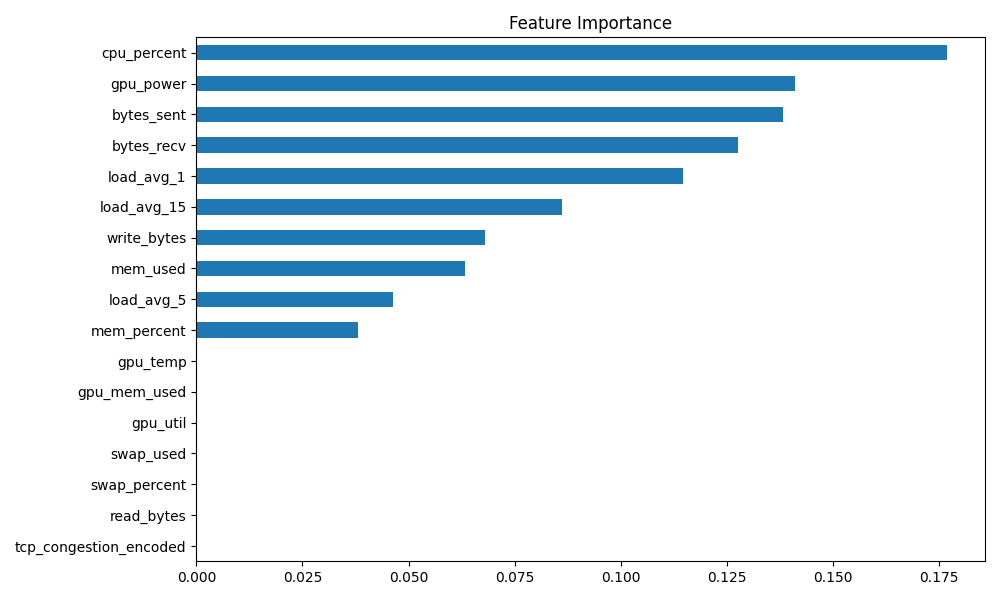 Feature Importance
cpu_percent
gpu_power
bytes_sent
bytes_recv
load_avg_1
load_avg_15
write_bytes
mem_used
load_avg_5
mem_percent
gpu_temp
gpu_mem_used
gpu_util
swap_used
swap_percent
read_bytes
tcp_congestion_encoded
0.000 0.025 0.050 0.075 0.100 0.125 0.150 0.175